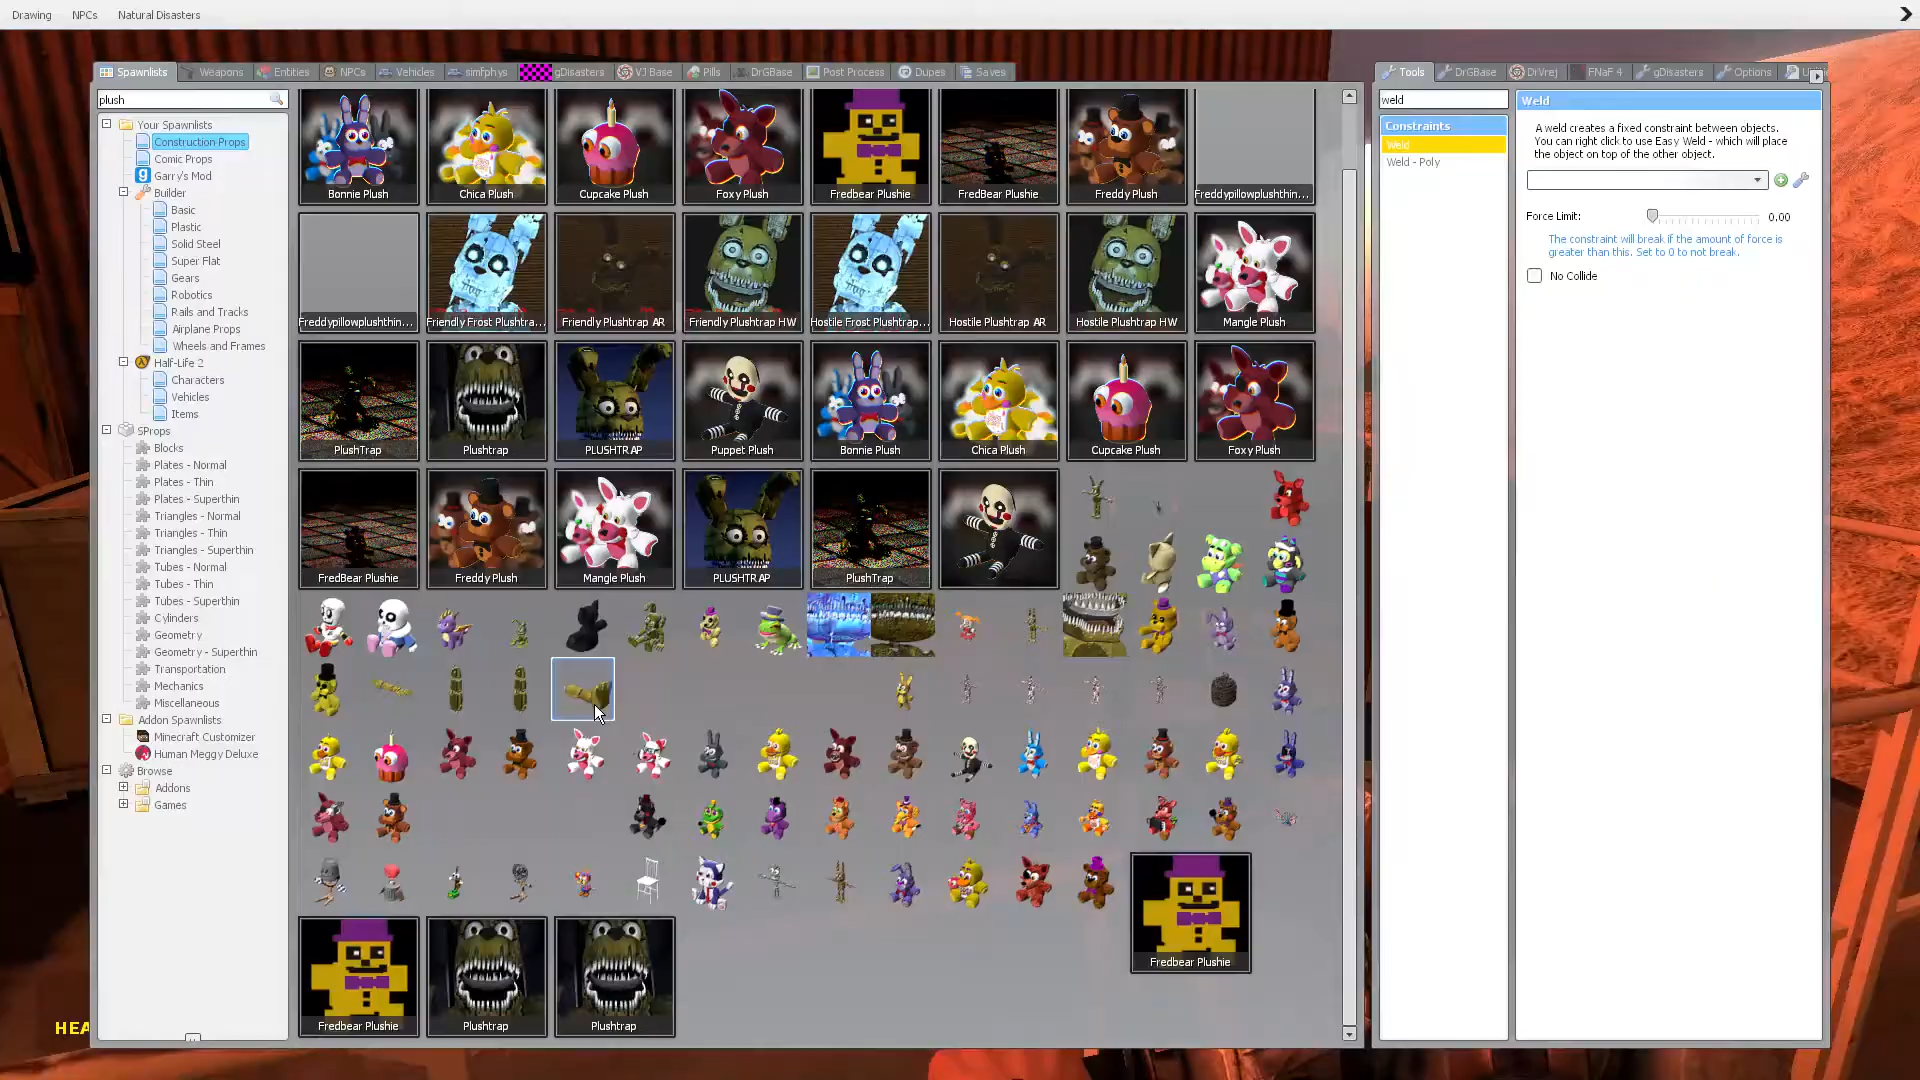 Drawing NPCs Natural Disasters
Spawnlists Weapons Entities NPCs Vehicles simfphys gDisasters VJ Base Pills DrGBase Post Process Dupes Saves
Tools DrGBase DrVrej FNaF 4 gDisasters Options
plush
Your Spawnlists
Construction Props
Comic Props
Garry's Mod
Builder
Basic
Plastic
Solid Steel
Super Flat
Gears
Robotics
Rails and Tracks
Airplane Props
Wheels and Frames
Half-Life 2
Characters
Vehicles
Items
SProps
Blocks
Plates - Normal
Plates - Thin
Plates - Superthin
Triangles - Normal
Triangles - Thin
Triangles - Superthin
Tubes - Normal
Tubes - Thin
Tubes - Superthin
Cylinders
Geometry
Geometry - Superthin
Transportation
Mechanics
Miscellaneous
Addon Spawnlists
Minecraft Customizer
Human Meggy Deluxe
Browse
Addons
Games
Bonnie Plush Chica Plush Cupcake Plush Foxy Plush Fredbear Plushie FredBear Plushie Freddy Plush Freddypillowplushthin...
Freddypillowplushthin... Friendly Frost Plushtra... Friendly Plushtrap AR Friendly Plushtrap HW Hostile Frost Plushtrap... Hostile Plushtrap AR Hostile Plushtrap HW Mangle Plush
PlushTrap Plushtrap PLUSHTRAP Puppet Plush Bonnie Plush Chica Plush Cupcake Plush Foxy Plush
FredBear Plushie Freddy Plush Mangle Plush PLUSHTRAP PlushTrap
Fredbear Plushie
Fredbear Plushie Plushtrap Plushtrap
weld
Constraints
Weld
Weld - Poly
Weld
A weld creates a fixed constraint between objects.
You can right click to use Easy Weld - which will place
the object on top of the other object.
Force Limit: 0.00
The constraint will break if the amount of force is
greater than this. Set to 0 to not break.
No Collide
HEA